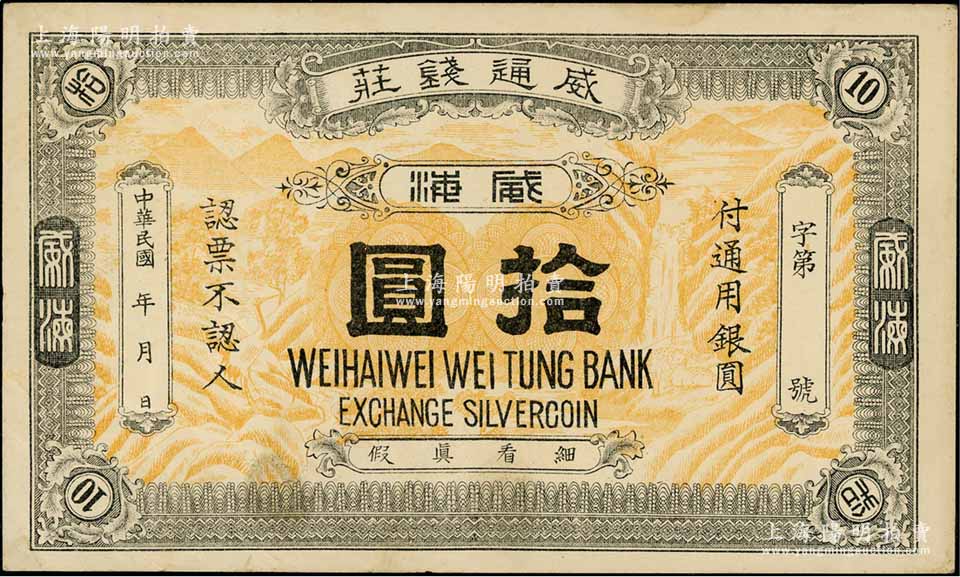 上海陽明拍賣
www.yangmingauction.com
威通錢莊
拾
10
威海
字第 號
付通用銀圓
拾圓
上海陽明拍賣
www.yangmingauction.com
認票不認人
中華民國 年 月 日
威海
威海
WEIHAIWEI WEI TUNG BANK
EXCHANGE SILVERCOIN
細看眞假
10
拾
上海陽明拍賣
www.yangmingauction.com